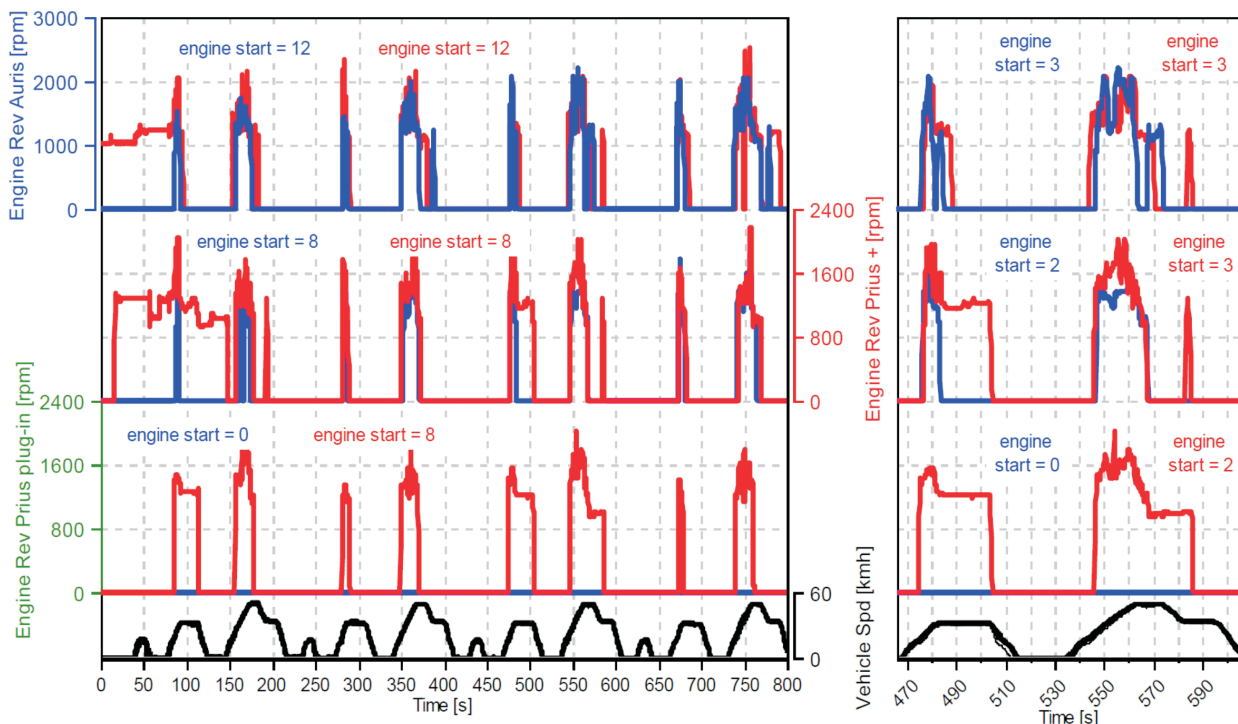 Engine Rev Auris [rpm]
3000
2000
1000
0
engine start = 12
engine start = 12
engine
start = 3
engine
start = 3
Engine Rev Prius + [rpm]
2400
1600
800
0
engine start = 8
engine start = 8
engine
start = 2
engine
start = 3
Engine Rev Prius plug-in [rpm]
2400
1600
800
0
engine start = 0
engine start = 8
engine
start = 0
engine
start = 2
Vehicle Spd [kmh]
60
0
0 50 100 150 200 250 300 350 400 450 500 550 600 650 700 750 800
Time [s]
470 490 510 530 550 570 590
Time [s]